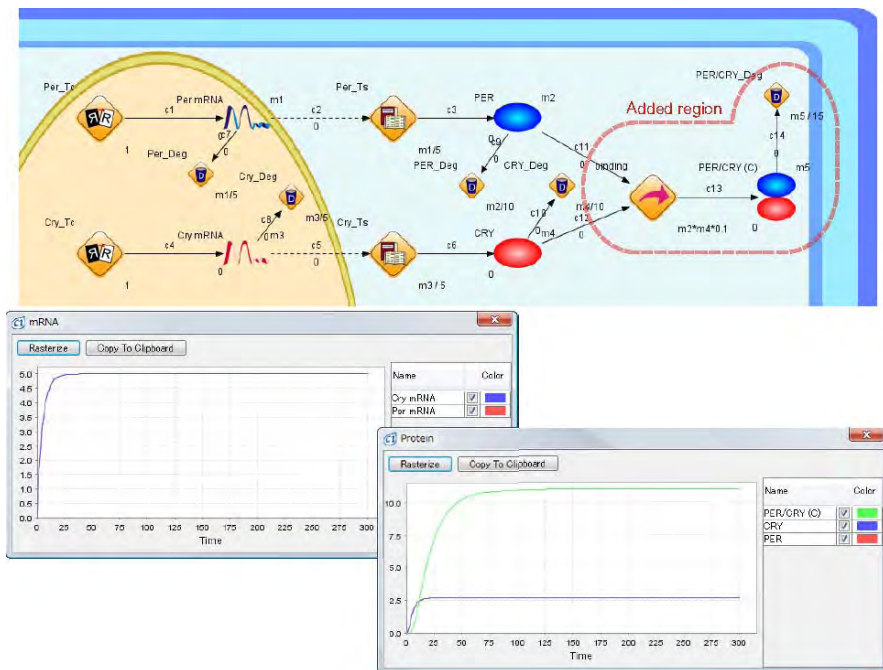 PER/CRY_Deg
Per_Tc
Per mRNA
m1
Per_Ts
PER
m2
Added region
m5 / 15
c1
c2
c3
c14
0
0
0
c7
0
c9
c11
0
1
m1/5
Per_Deg
Cry_Deg
PER_Deg
CRY_Deg
binding
PER/CRY (C)
m5
m1/5
m2/10
m4/10
c13
Cry_Tc
Cry mRNA
c8
0
m3
m3/5
Cry_Ts
CRY
c10
0
m4
c12
0
c4
c5
0
c6
m2*m4*0.1
0
1
0
m3 / 5
0
mRNA
Rasterize
Copy To Clipboard
5.0
4.5
4.0
3.5
3.0
2.5
2.0
1.5
1.0
0.5
0.0
0 25 50 75 100 125 150 175 200 225 250 275 300
Time
Name Color
Cry mRNA
Per mRNA
Protein
Rasterize
Copy To Clipboard
10.0
7.5
5.0
2.5
0.0
0 25 50 75 100 125 150 175 200 225 250 275 300
Time
Name Color
PER/CRY (C)
CRY
PER